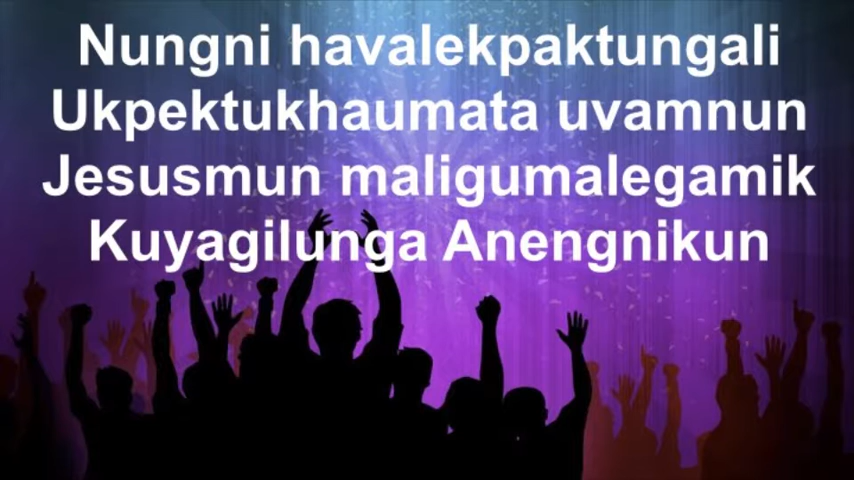 Nungni havalekpaktungali
Ukpektukhaumata uvamnun
Jesusmun maligumalegamik
Kuyagilunga Anengnikun